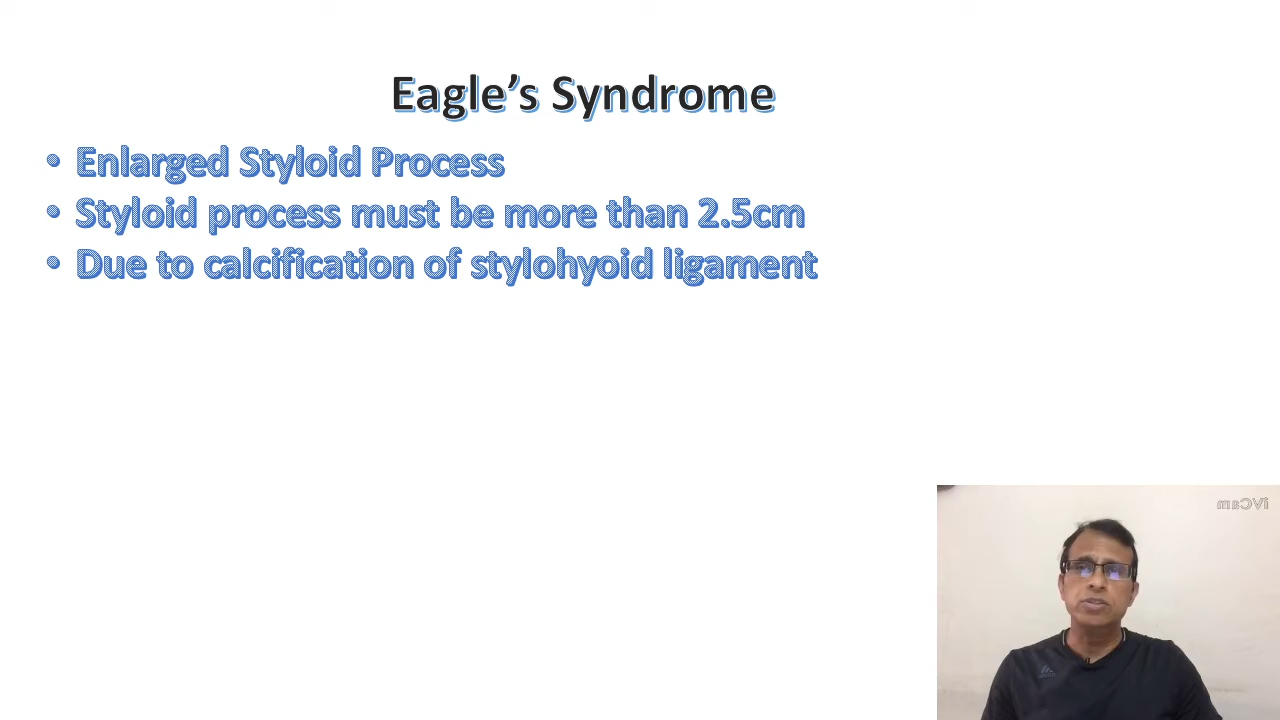 Eagle's Syndrome
• Enlarged Styloid Process
• Styloid process must be more than 2.5cm
• Due to calcification of stylohyoid ligament
iVCam